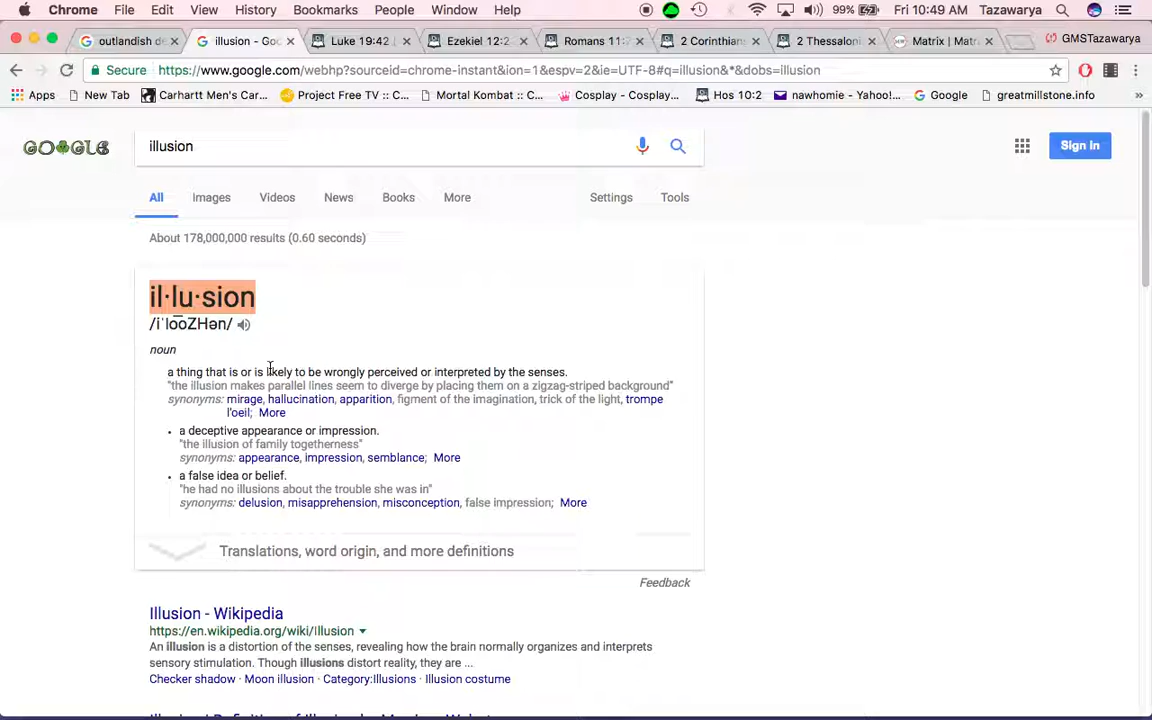 Chrome File Edit View History Bookmarks People Window Help 99% Fri 10:49 AM Tazawarya
outlandish de illusion - Goo Luke 19:42 Ezekiel 12:2 Romans 11:7 2 Corinthian 2 Thessaloni Matrix | Matr GMSTazawarya
Secure https://www.google.com/webhp?sourceid=chrome-instant&ion=1&espv=2&ie=UTF-8#q=illusion&*&dobs=illusion
Apps New Tab Carhartt Men's Car... Project Free TV :: C... Mortal Kombat :: C... Cosplay - Cosplay... Hos 10:2 nawhomie - Yahoo!... Google greatmillstone.info »
GOOGLE illusion Sign in
All Images Videos News Books More Settings Tools
About 178,000,000 results (0.60 seconds)
il·lu·sion
/iˈlo͞oZHən/
noun
a thing that is or is likely to be wrongly perceived or interpreted by the senses.
"the illusion makes parallel lines seem to diverge by placing them on a zigzag-striped background"
synonyms: mirage, hallucination, apparition, figment of the imagination, trick of the light, trompe
l'oeil; More
• a deceptive appearance or impression.
"the illusion of family togetherness"
synonyms: appearance, impression, semblance; More
• a false idea or belief.
"he had no illusions about the trouble she was in"
synonyms: delusion, misapprehension, misconception, false impression; More
Translations, word origin, and more definitions
Feedback
Illusion - Wikipedia
https://en.wikipedia.org/wiki/Illusion
An illusion is a distortion of the senses, revealing how the brain normally organizes and interprets
sensory stimulation. Though illusions distort reality, they are ...
Checker shadow · Moon illusion · Category:Illusions · Illusion costume